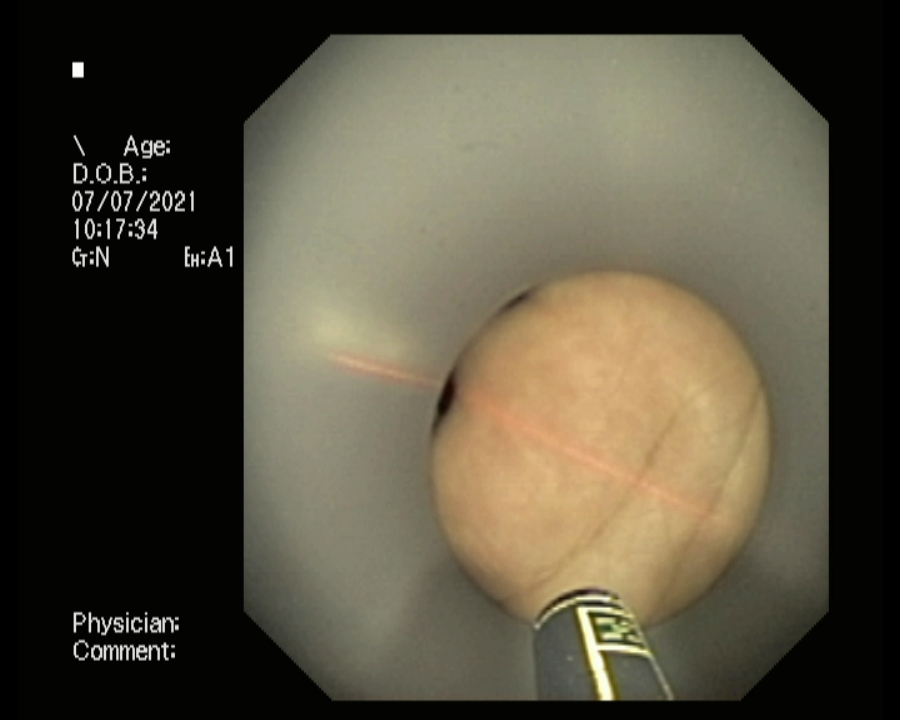 \ Age:
D.O.B.:
07/07/2021
10:17:34
Cr:N EH:A1
Physician:
Comment: